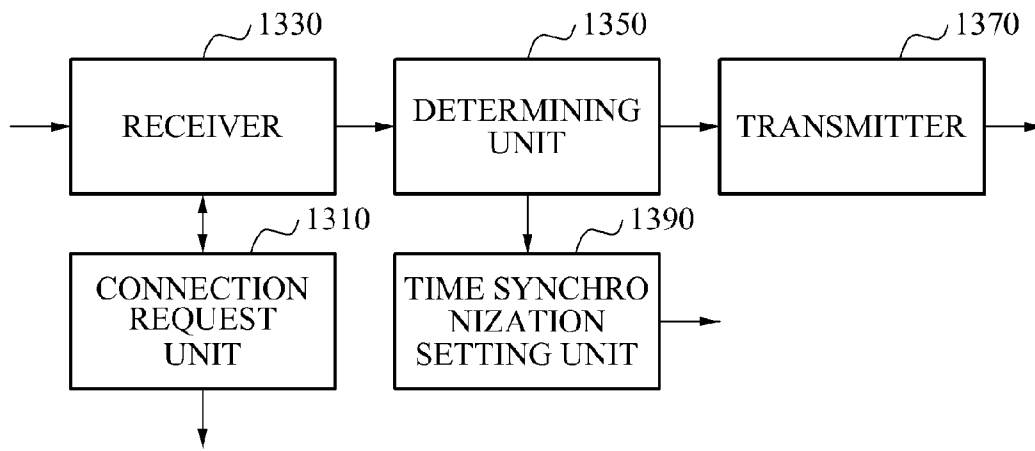 1330
1350
1370
RECEIVER
DETERMINING
UNIT
TRANSMITTER
1310
1390
CONNECTION
REQUEST
UNIT
TIME SYNCHRO
NIZATION
SETTING UNIT